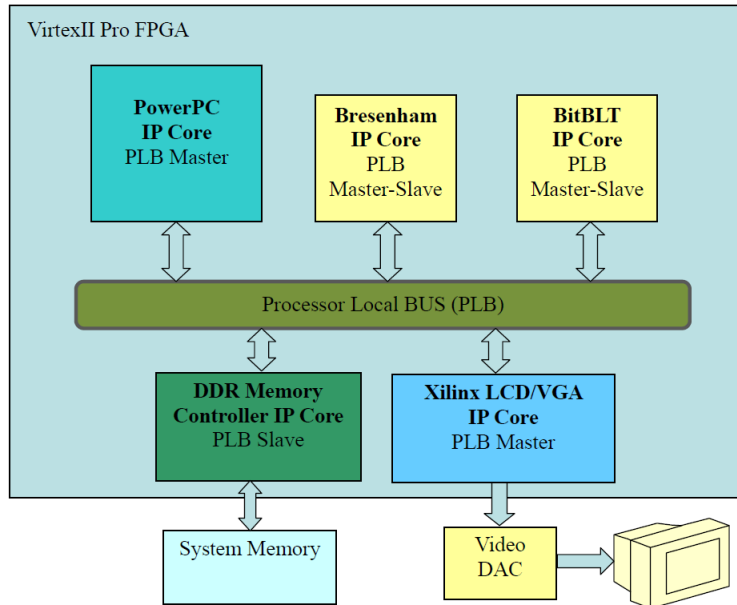 VirtexII Pro FPGA
PowerPC
IP Core
PLB Master
Bresenham
IP Core
PLB
Master-Slave
BitBLT
IP Core
PLB
Master-Slave
Processor Local BUS (PLB)
DDR Memory
Controller IP Core
PLB Slave
Xilinx LCD/VGA
IP Core
PLB Master
System Memory
Video
DAC